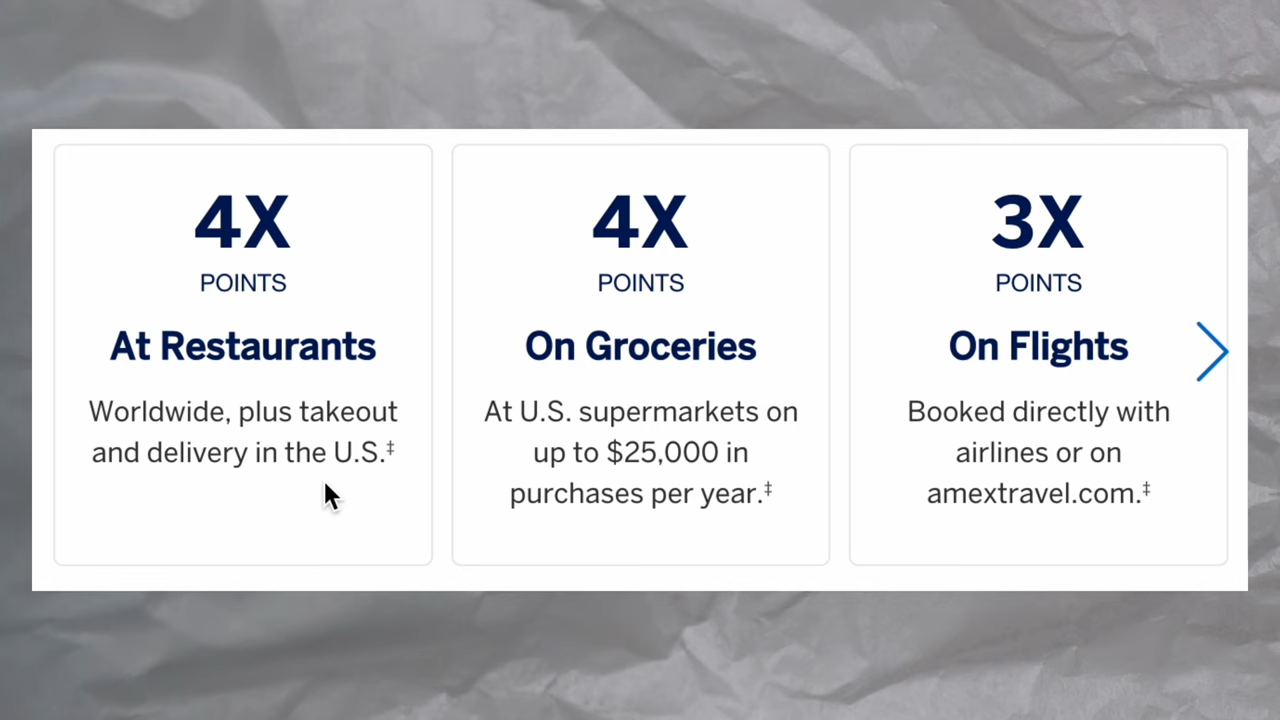 4X
POINTS
At Restaurants
Worldwide, plus takeout
and delivery in the U.S.‡
4X
POINTS
On Groceries
At U.S. supermarkets on
up to $25,000 in
purchases per year.‡
3X
POINTS
On Flights
Booked directly with
airlines or on
amextravel.com.‡